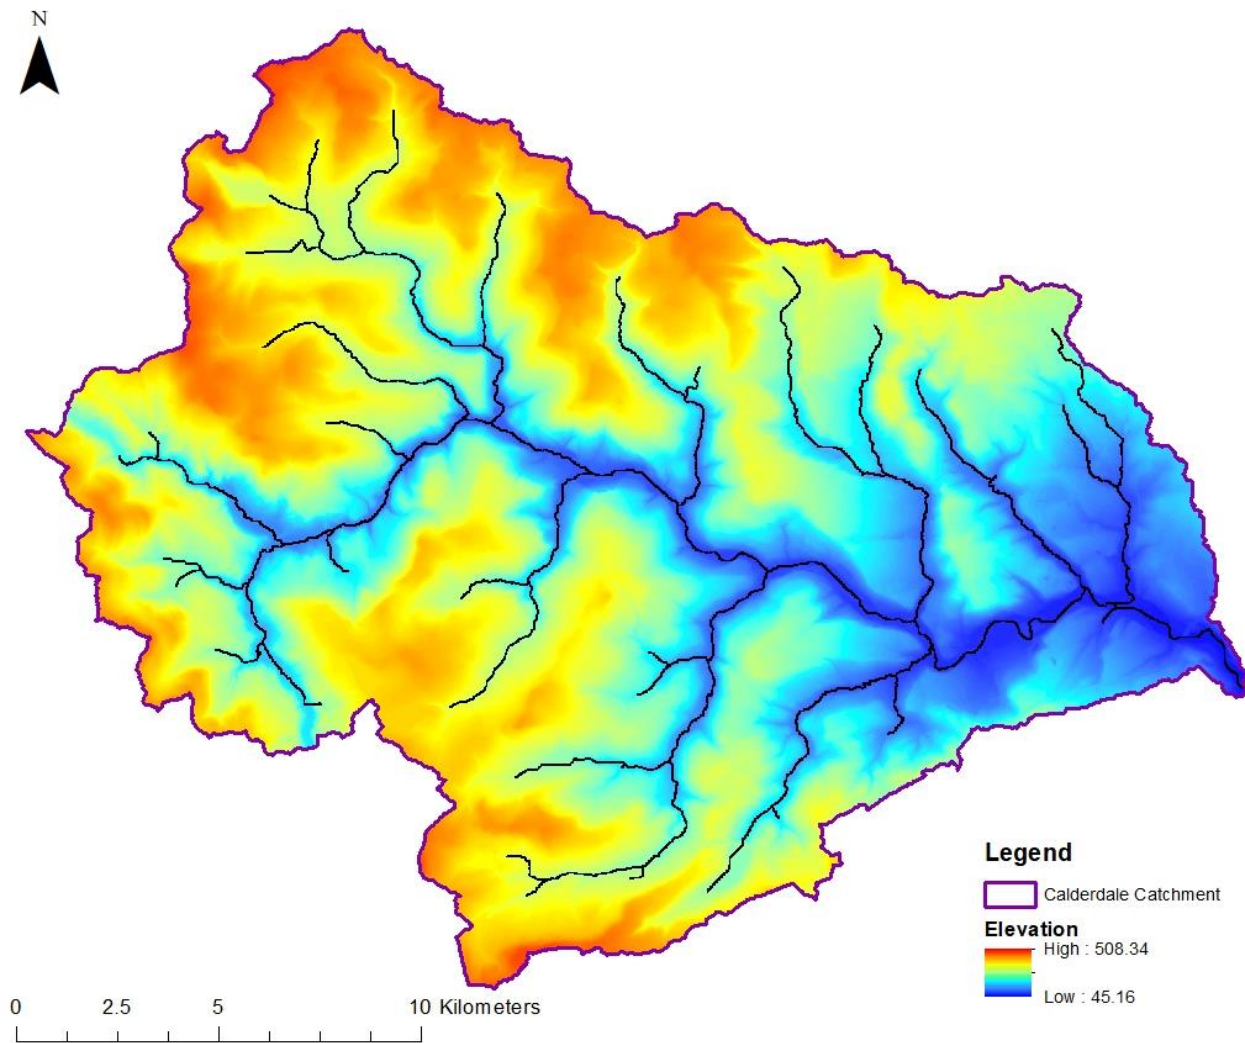 N
Legend
Calderdale Catchment
Elevation
High : 508.34
Low : 45.16
0 2.5 5 10 Kilometers